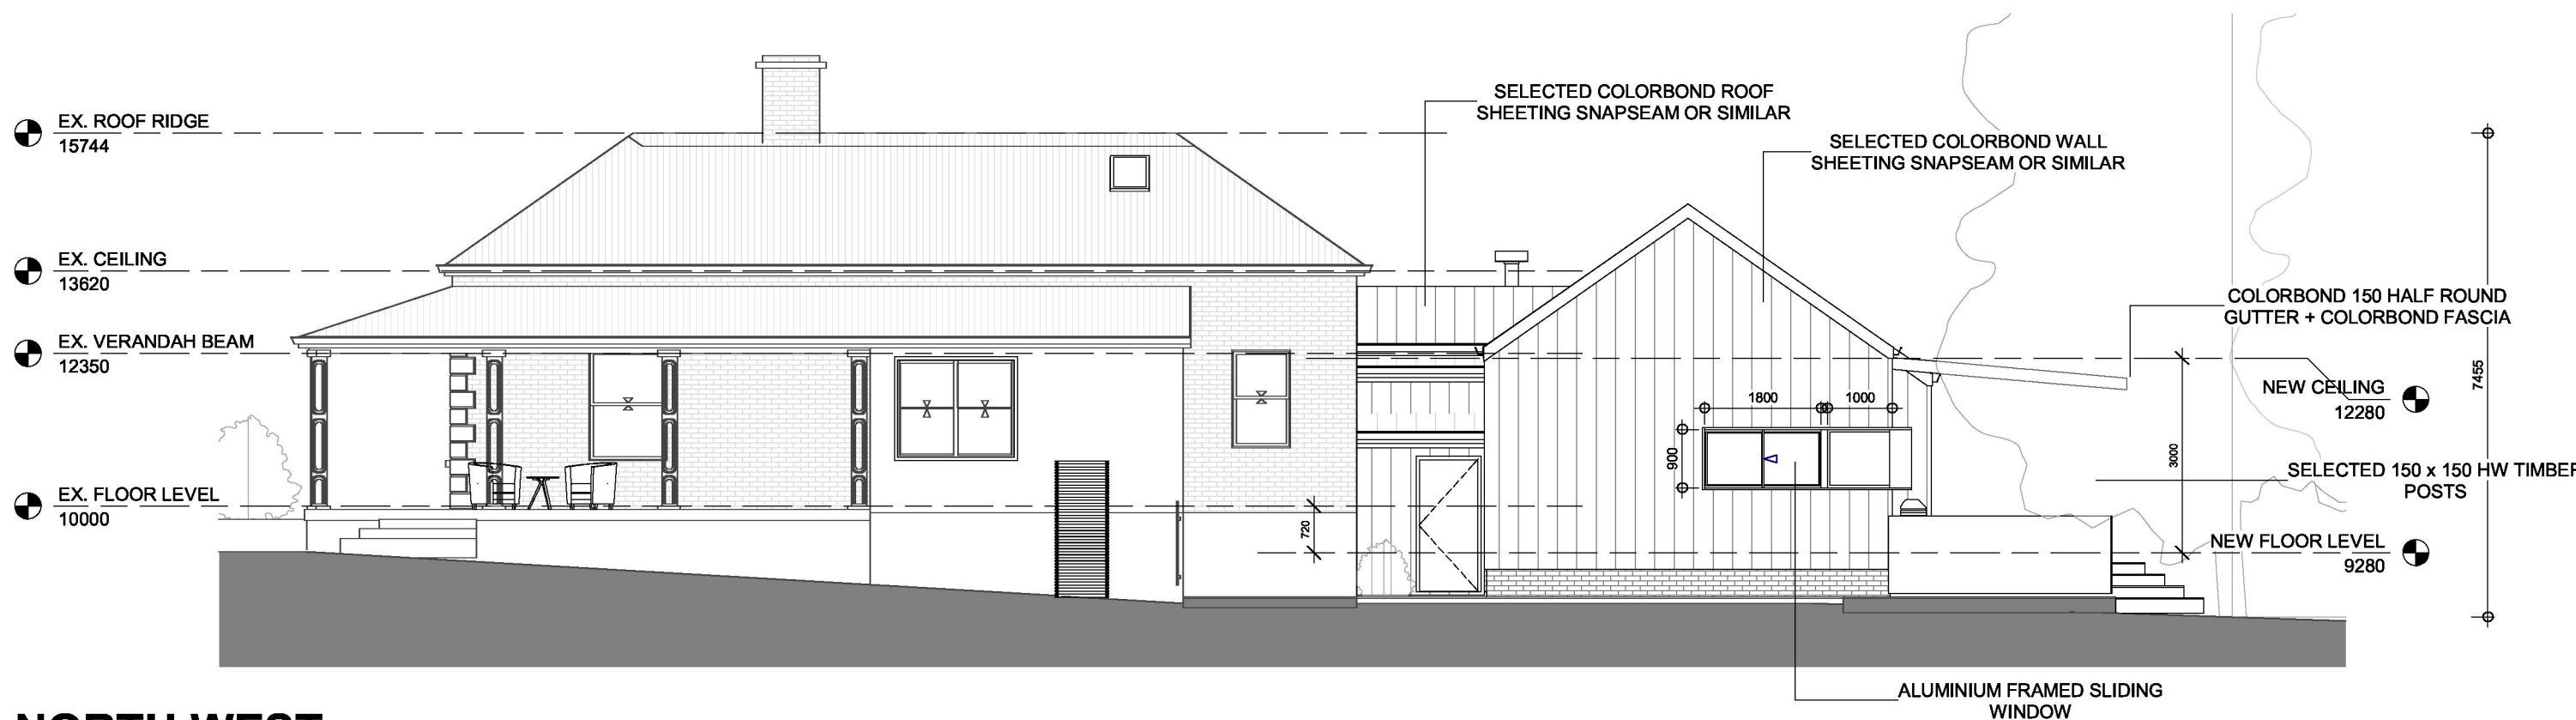 EX. ROOF RIDGE
15744
EX. CEILING
13620
EX. VERANDAH BEAM
12350
EX. FLOOR LEVEL
10000
SELECTED COLORBOND ROOF
SHEETING SNAPSEAM OR SIMILAR
SELECTED COLORBOND WALL
SHEETING SNAPSEAM OR SIMILAR
COLORBOND 150 HALF ROUND
GUTTER + COLORBOND FASCIA
7455
NEW CEILING
12280
1800
1000
900
3000
SELECTED 150 x 150 HW TIMBER
POSTS
720
NEW FLOOR LEVEL
9280
ALUMINIUM FRAMED SLIDING
WINDOW
NORTH WEST